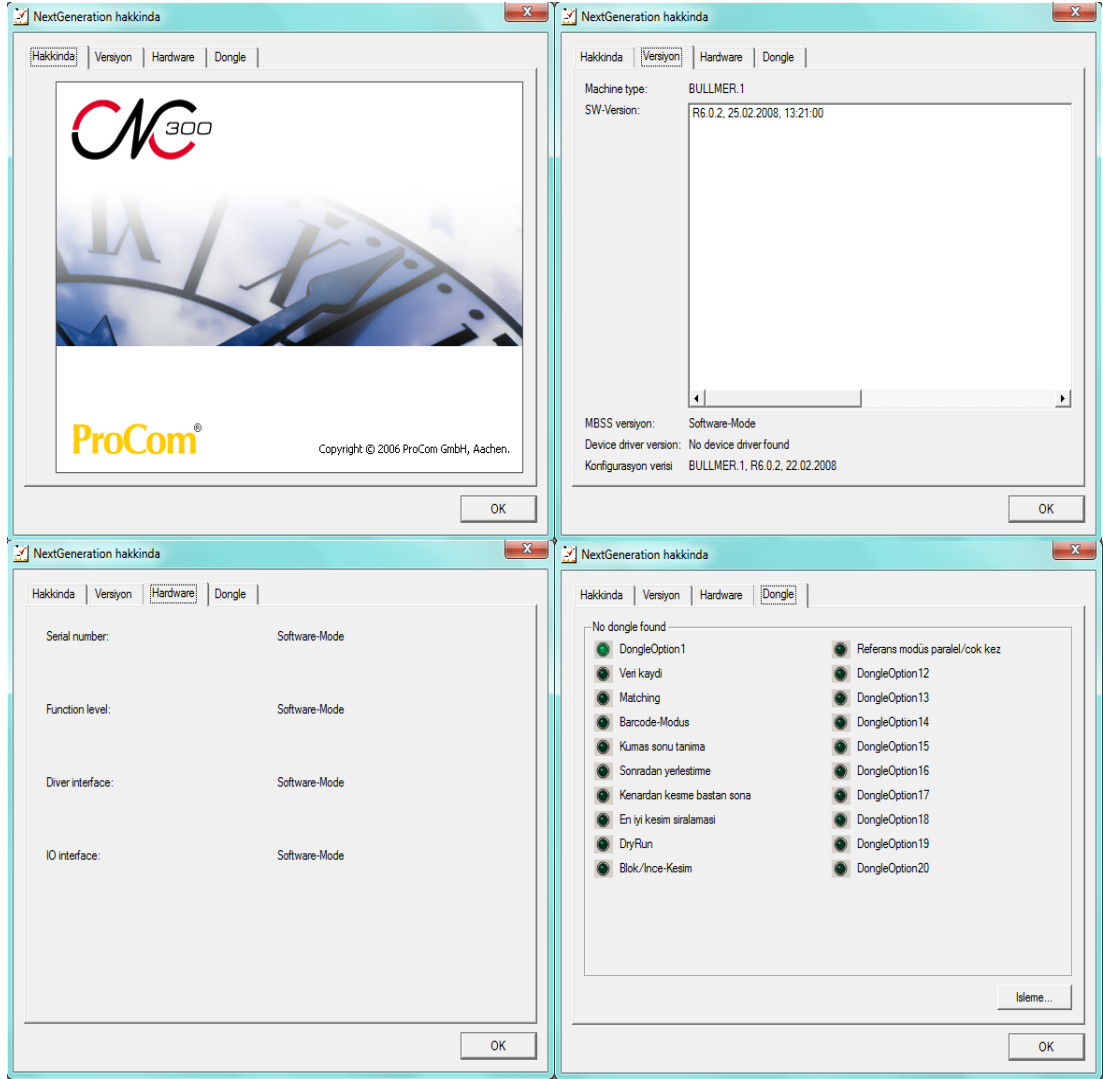 NextGeneration hakkinda
Hakkinda Versiyon Hardware Dongle
CNC 300
ProCom®
Copyright © 2006 ProCom GmbH, Aachen.
OK
NextGeneration hakkinda
Hakkinda Versiyon Hardware Dongle
Machine type: BULLMER.1
SW-Version: R6.0.2, 25.02.2008, 13:21:00
MBSS versiyon: Software-Mode
Device driver version: No device driver found
Konfigurasyon verisi BULLMER.1, R6.0.2, 22.02.2008
OK
NextGeneration hakkinda
Hakkinda Versiyon Hardware Dongle
Serial number: Software-Mode
Function level: Software-Mode
Diver interface: Software-Mode
IO interface: Software-Mode
OK
NextGeneration hakkinda
Hakkinda Versiyon Hardware Dongle
No dongle found
DongleOption1 Referans modüs paralel/cok kez
Veri kaydi DongleOption12
Matching DongleOption13
Barcode-Modus DongleOption14
Kumas sonu tanima DongleOption15
Sonradan yerlestirme DongleOption16
Kenardan kesme bastan sona DongleOption17
En iyi kesim siralamasi DongleOption18
DryRun DongleOption19
Blok/Ince-Kesim DongleOption20
Isleme...
OK